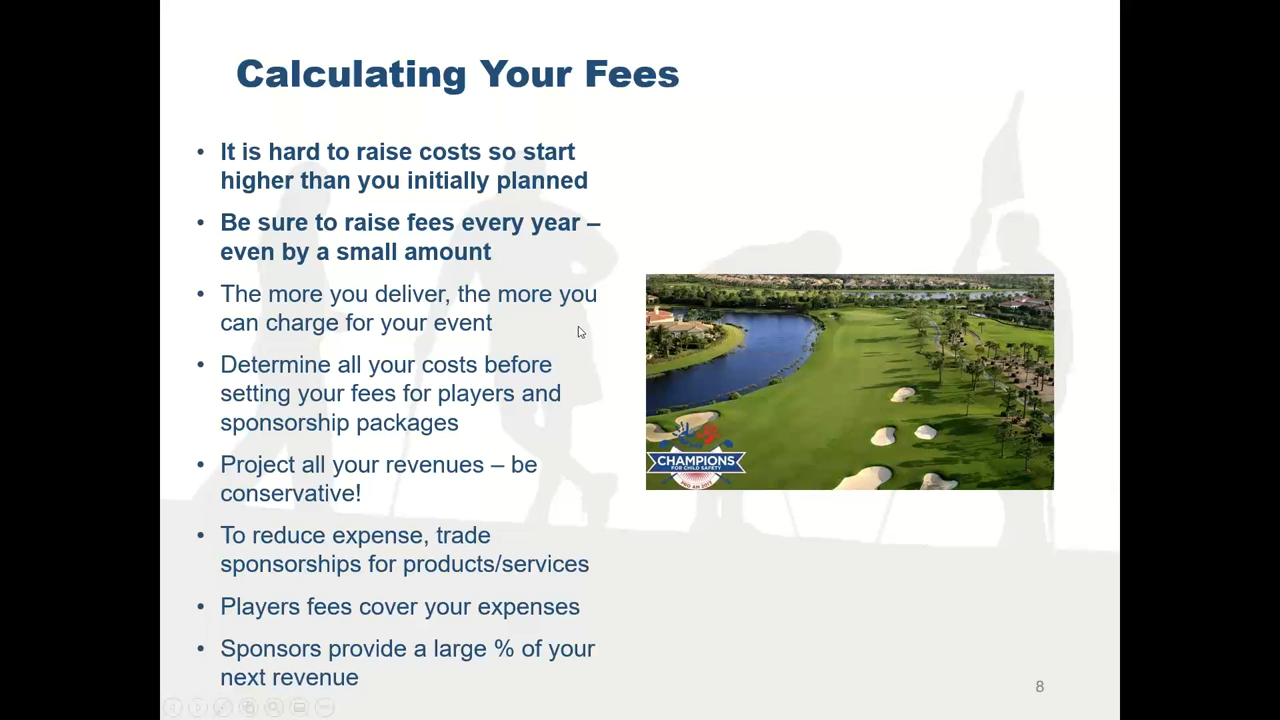 Calculating Your Fees
• It is hard to raise costs so start
higher than you initially planned
• Be sure to raise fees every year –
even by a small amount
• The more you deliver, the more you
can charge for your event
• Determine all your costs before
setting your fees for players and
sponsorship packages
• Project all your revenues – be
conservative!
• To reduce expense, trade
sponsorships for products/services
• Players fees cover your expenses
• Sponsors provide a large % of your
next revenue
CHAMPIONS
FOR CHILD SAFETY
8